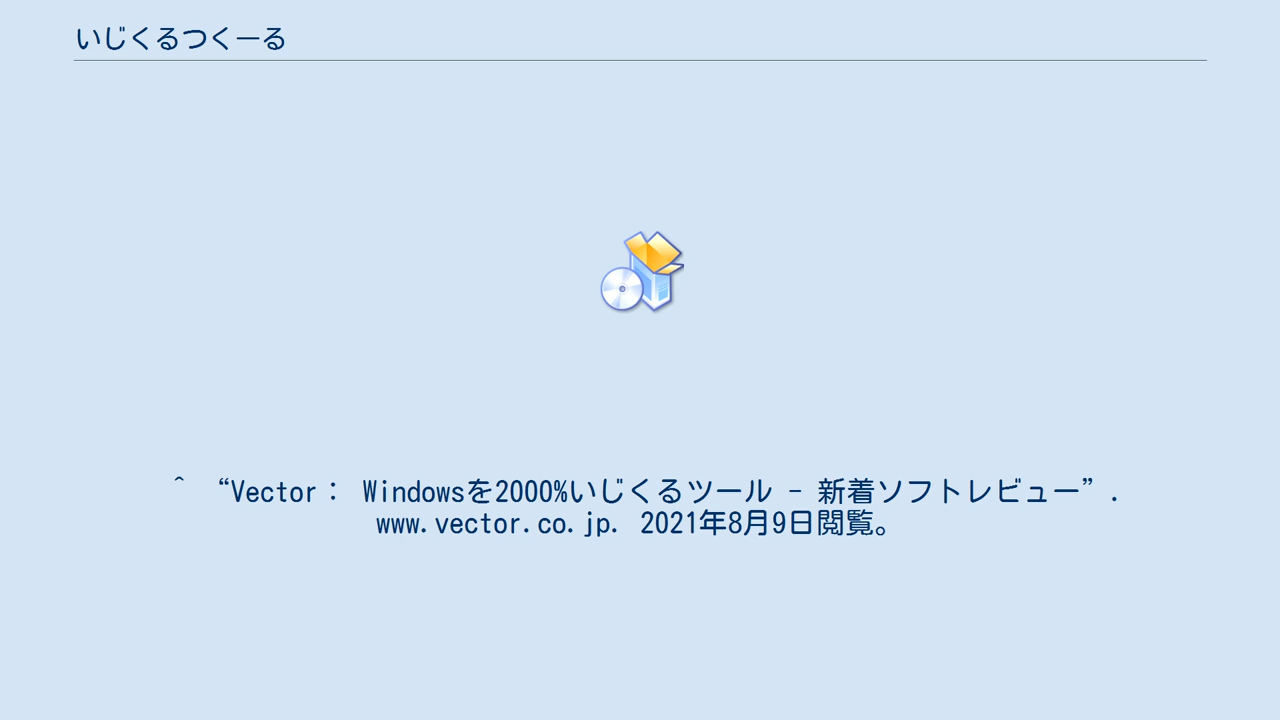 いじくるつくーる
^ “Vector： Windowsを2000%いじくるツール - 新着ソフトレビュー”.
www.vector.co.jp. 2021年8月9日閲覧。